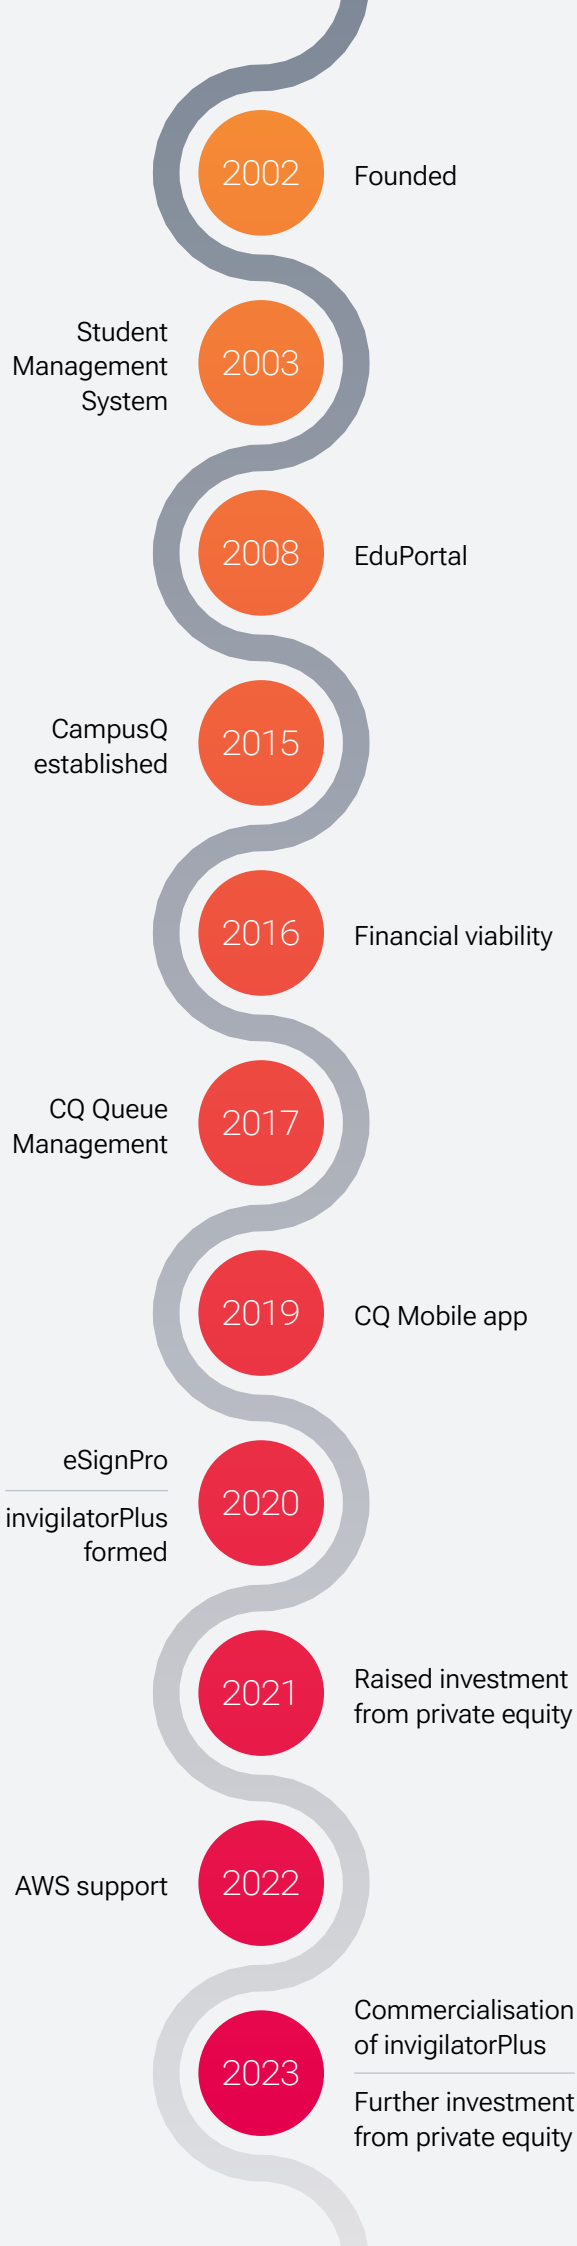 2002
Founded
Student
Management
System
2003
2008
EduPortal
CampusQ
established
2015
2016
Financial viability
CQ Queue
Management
2017
2019
CQ Mobile app
eSignPro
invigilatorPlus
formed
2020
2021
Raised investment
from private equity
AWS support
2022
2023
Commercialisation
of invigilatorPlus
Further investment
from private equity